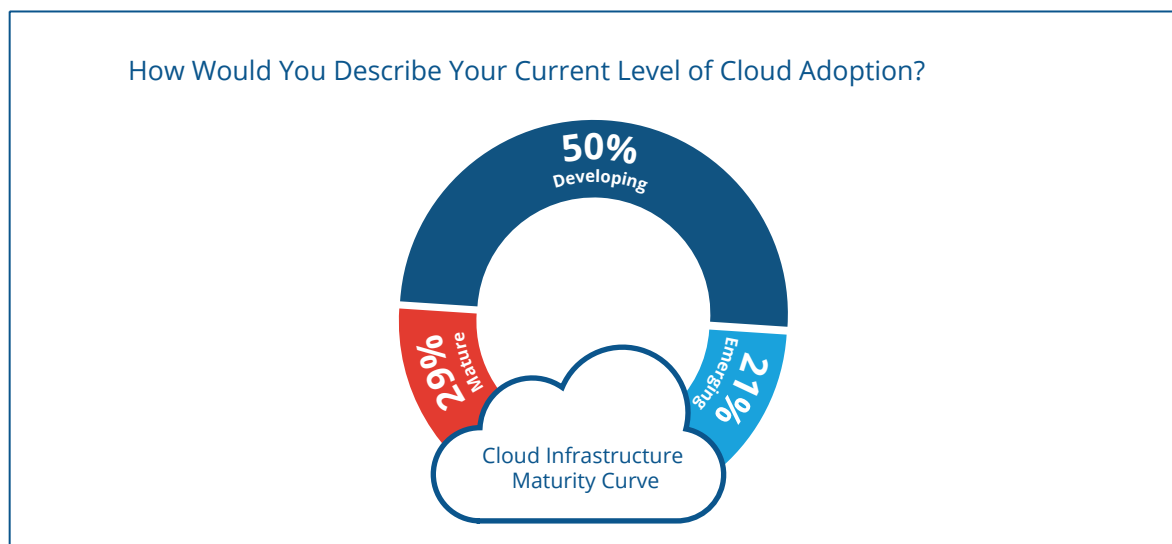 How Would You Describe Your Current Level of Cloud Adoption?
50%
Developing
29%
Mature
21%
Emerging
Cloud Infrastructure
Maturity Curve